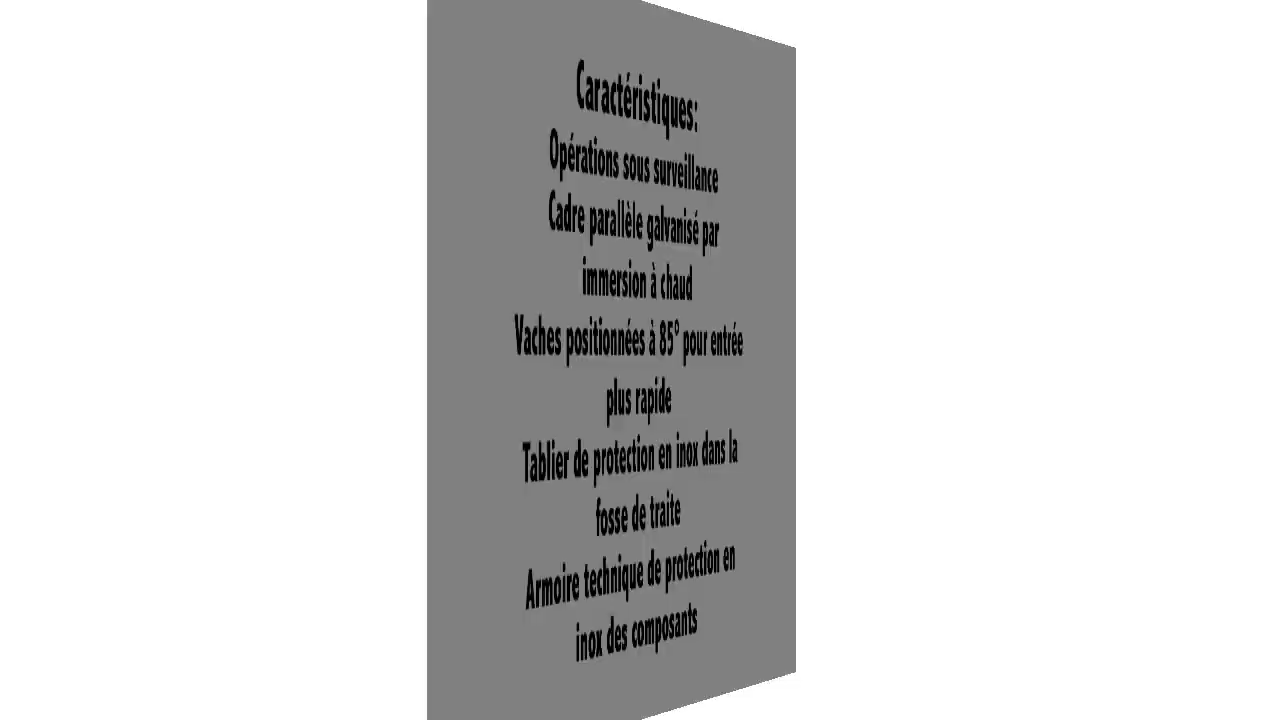 Caractéristiques:
Opérations sous surveillance
Cadre parallèle galvanisé par
immersion à chaud
Vaches positionnées à 85° pour entrée
plus rapide
Tablier de protection en inox dans la
fosse de traite
Armoire technique de protection en
inox des composants